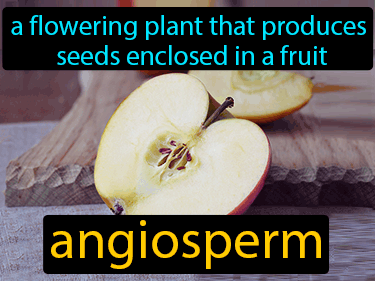 a flowering plant that produces
seeds enclosed in a fruit
angiosperm